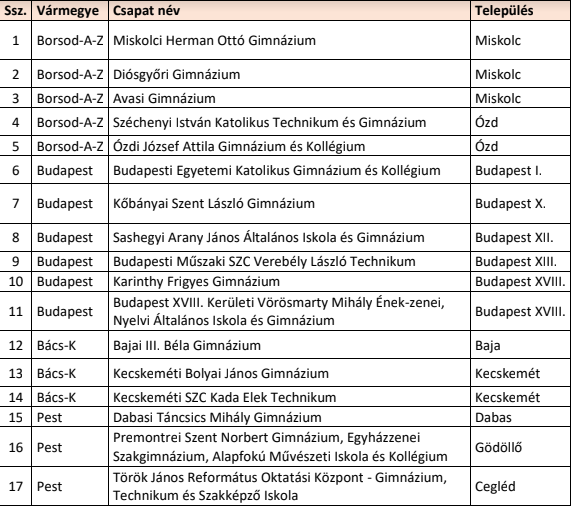 Ssz. Vármegye Csapat név Település
1 Borsod-A-Z Miskolci Herman Ottó Gimnázium Miskolc
2 Borsod-A-Z Diósgyőri Gimnázium Miskolc
3 Borsod-A-Z Avasi Gimnázium Miskolc
4 Borsod-A-Z Széchenyi István Katolikus Technikum és Gimnázium Ózd
5 Borsod-A-Z Ózdi József Attila Gimnázium és Kollégium Ózd
6 Budapest Budapesti Egyetemi Katolikus Gimnázium és Kollégium Budapest I.
7 Budapest Kőbányai Szent László Gimnázium Budapest X.
8 Budapest Sashegyi Arany János Általános Iskola és Gimnázium Budapest XII.
9 Budapest Budapesti Műszaki SZC Verebély László Technikum Budapest XIII.
10 Budapest Karinthy Frigyes Gimnázium Budapest XVIII.
11 Budapest Budapest XVIII. Kerületi Vörösmarty Mihály Ének-zenei,
Nyelvi Általános Iskola és Gimnázium Budapest XVIII.
12 Bács-K Bajai III. Béla Gimnázium Baja
13 Bács-K Kecskeméti Bolyai János Gimnázium Kecskemét
14 Bács-K Kecskeméti SZC Kada Elek Technikum Kecskemét
15 Pest Dabasi Táncsics Mihály Gimnázium Dabas
16 Pest Premontrei Szent Norbert Gimnázium, Egyházzenei
Szakgimnázium, Alapfokú Művészeti Iskola és Kollégium Gödöllő
17 Pest Török János Református Oktatási Központ - Gimnázium,
Technikum és Szakképző Iskola Cegléd